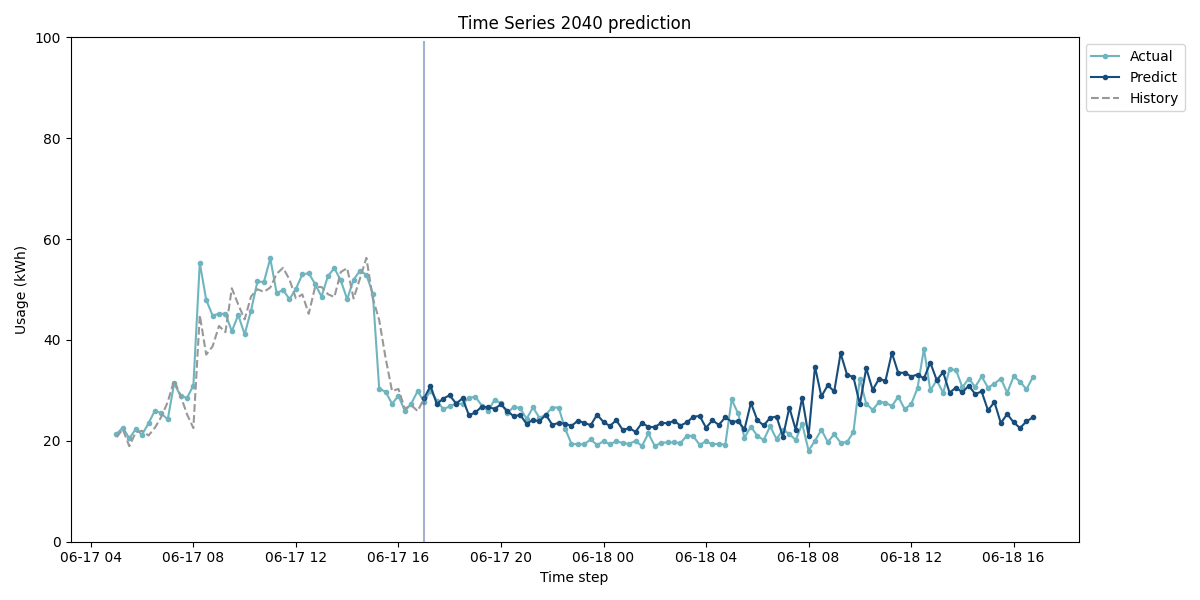 Time Series 2040 prediction
100
80
60
40
20
0
Usage (kWh)
06-17 04 06-17 08 06-17 12 06-17 16 06-17 20 06-18 00 06-18 04 06-18 08 06-18 12 06-18 16
Time step
Actual
Predict
History